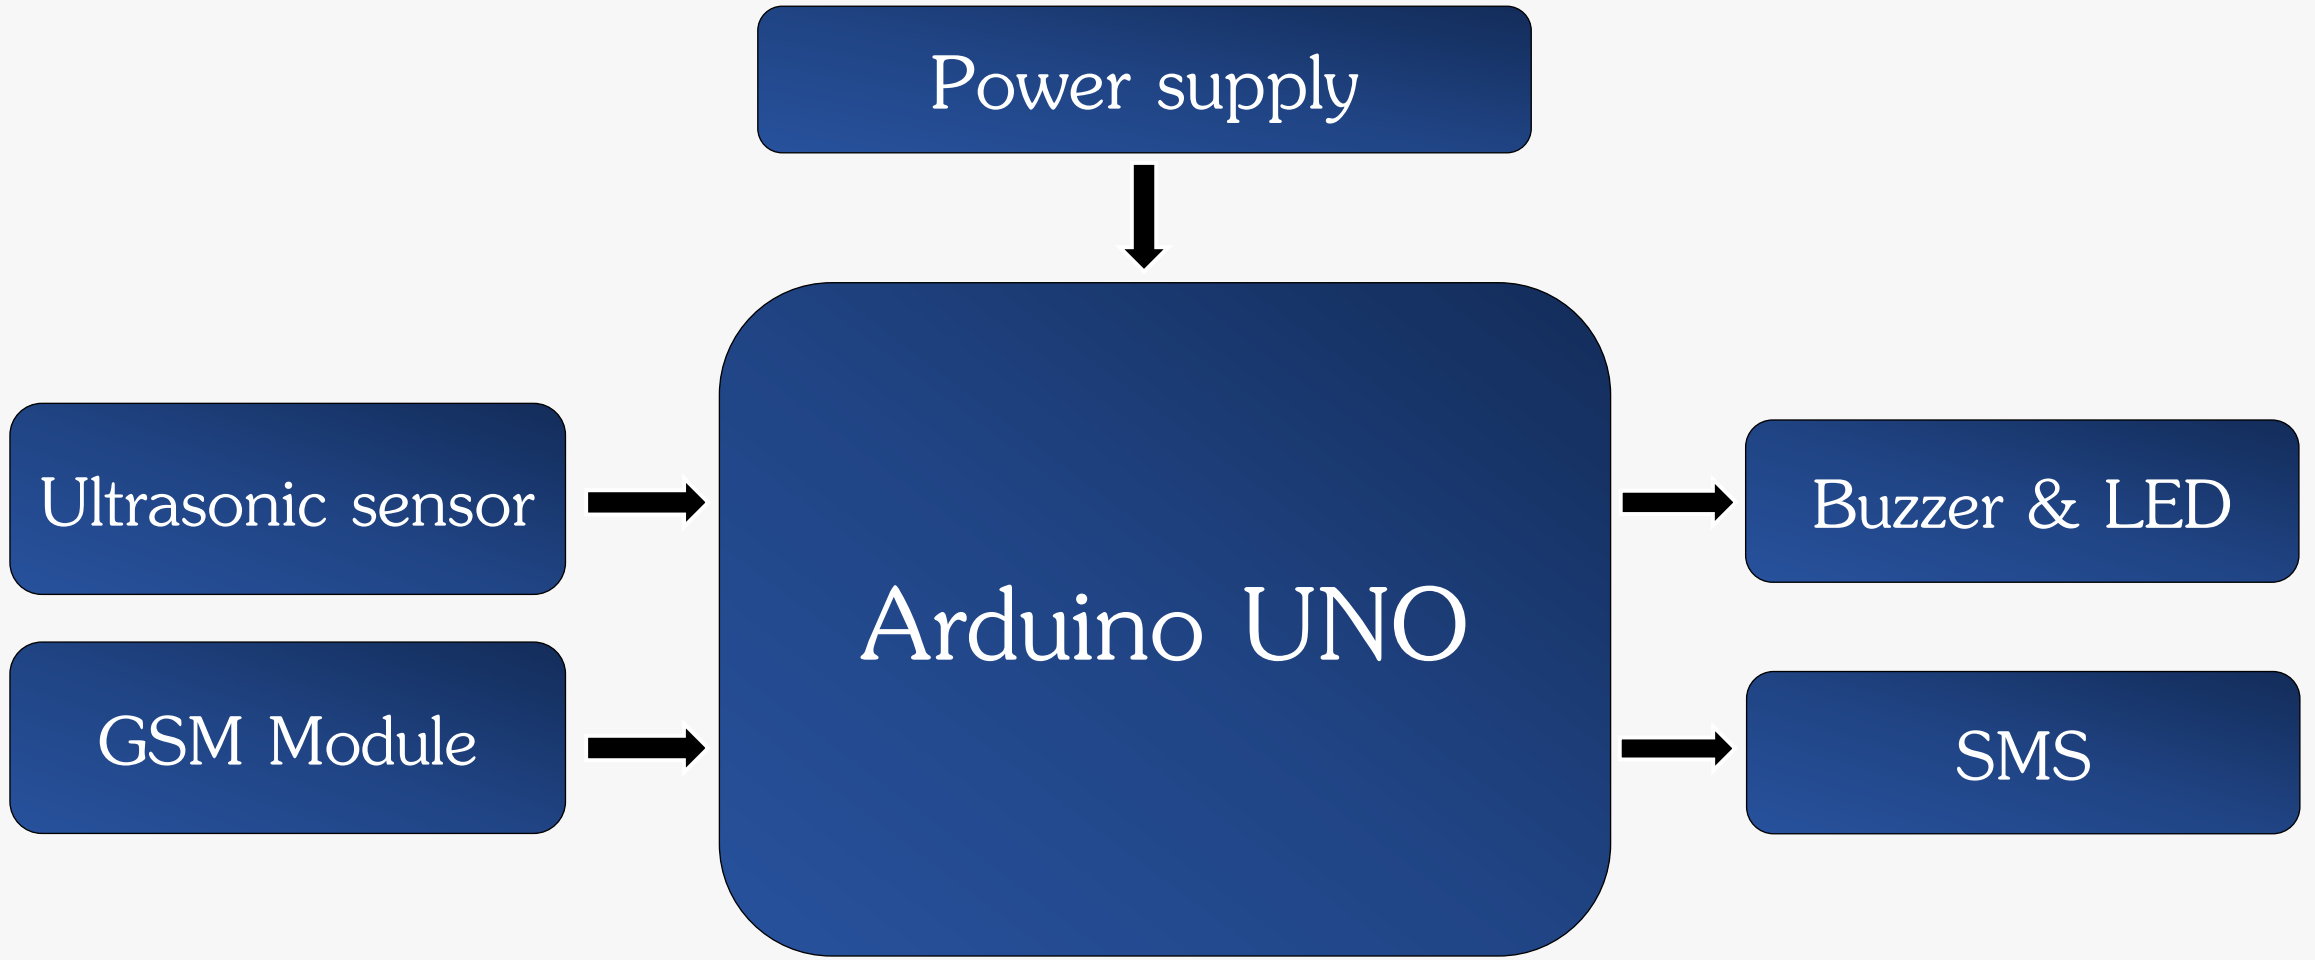 Power supply
Ultrasonic sensor
GSM Module
Arduino UNO
Buzzer & LED
SMS